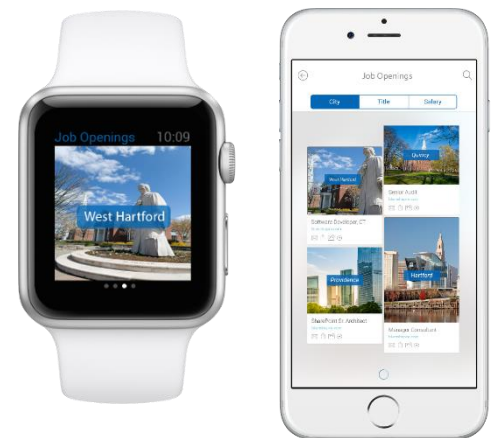 Job Openings 10:09
West Hartford
Job Openings
City Title Salary
Quincy
West Hartford
Senior Audit
Software Developer, CT
Providence
Hartford
SharePoint Sr. Architect
Manager Consultant